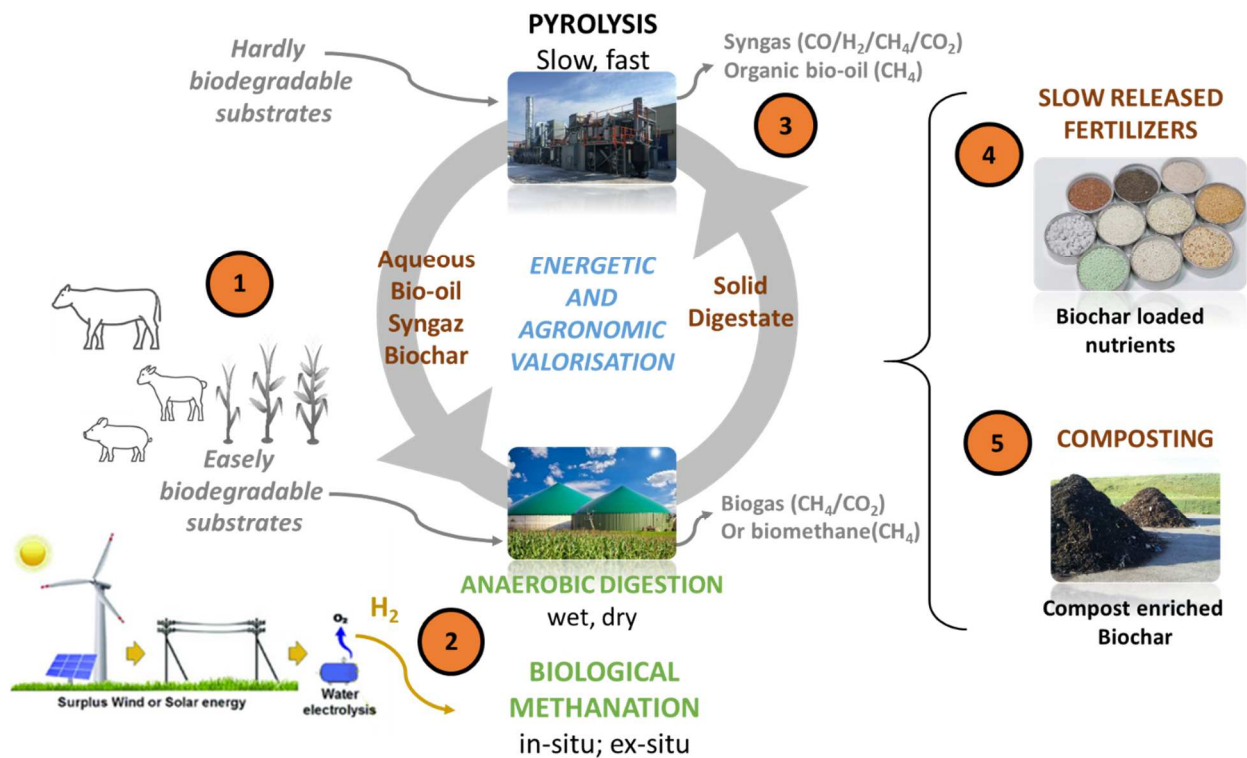 PYROLYSIS
Slow, fast
Hardly
biodegradable
substrates
Syngas (CO/H₂/CH₄/CO₂)
Organic bio-oil (CH₄)
3
1
Aqueous
Bio-oil
Syngaz
Biochar
ENERGETIC
AND
AGRONOMIC
VALORISATION
Solid
Digestate
Easely
biodegradable
substrates
Biogas (CH₄/CO₂)
Or biomethane(CH₄)
ANAEROBIC DIGESTION
wet, dry
Surplus Wind or Solar energy
O₂
Water
electrolysis
H₂
2
BIOLOGICAL
METHANATION
in-situ; ex-situ
4
SLOW RELEASED
FERTILIZERS
Biochar loaded
nutrients
5
COMPOSTING
Compost enriched
Biochar